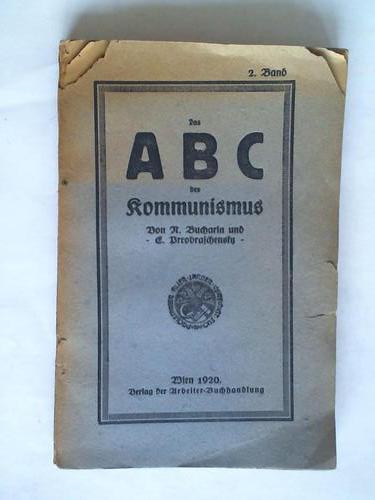 2. Band
Das
ABC
des
Kommunismus
Von N. Bucharin und
- E. Preobraschensky -
Wien 1920.
Verlag der Arbeiter-Buchhandlung